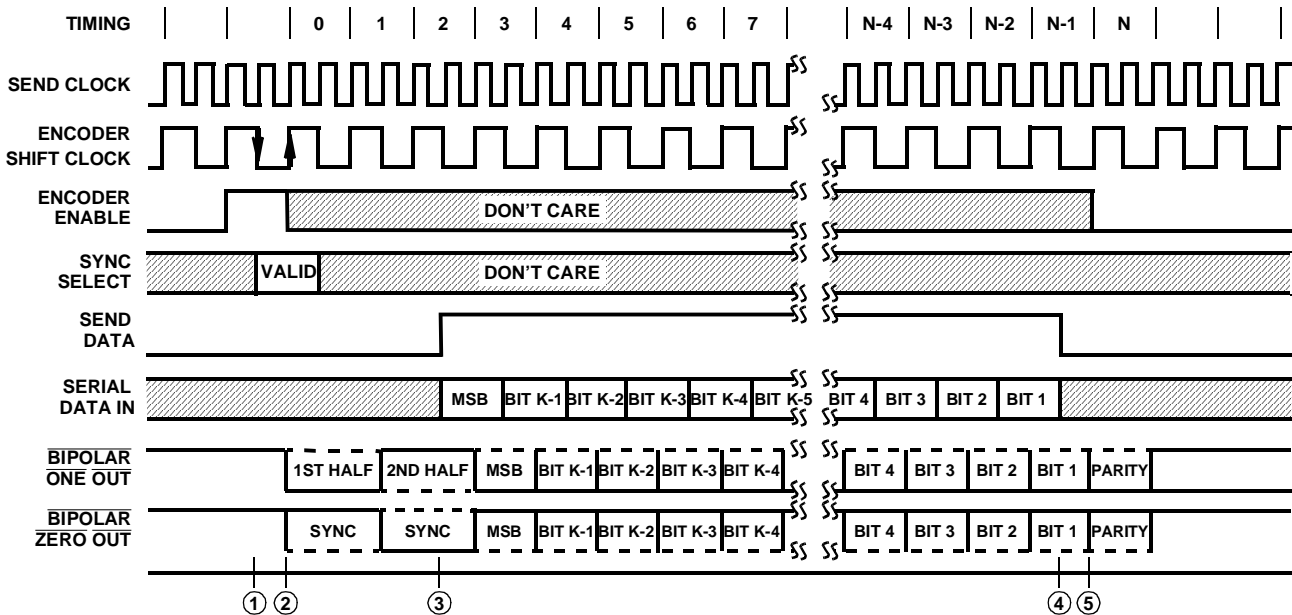 TIMING 0 1 2 3 4 5 6 7 N-4 N-3 N-2 N-1 N
SEND CLOCK
ENCODER
SHIFT CLOCK
ENCODER
ENABLE
DON'T CARE
SYNC
SELECT
VALID
DON'T CARE
SEND
DATA
SERIAL
DATA IN
MSB BIT K-1 BIT K-2 BIT K-3 BIT K-4 BIT K-5 BIT 4 BIT 3 BIT 2 BIT 1
BIPOLAR
ONE OUT
1ST HALF 2ND HALF MSB BIT K-1 BIT K-2 BIT K-3 BIT K-4 BIT 4 BIT 3 BIT 2 BIT 1 PARITY
BIPOLAR
ZERO OUT
SYNC SYNC MSB BIT K-1 BIT K-2 BIT K-3 BIT K-4 BIT 4 BIT 3 BIT 2 BIT 1 PARITY
1 2 3 4 5